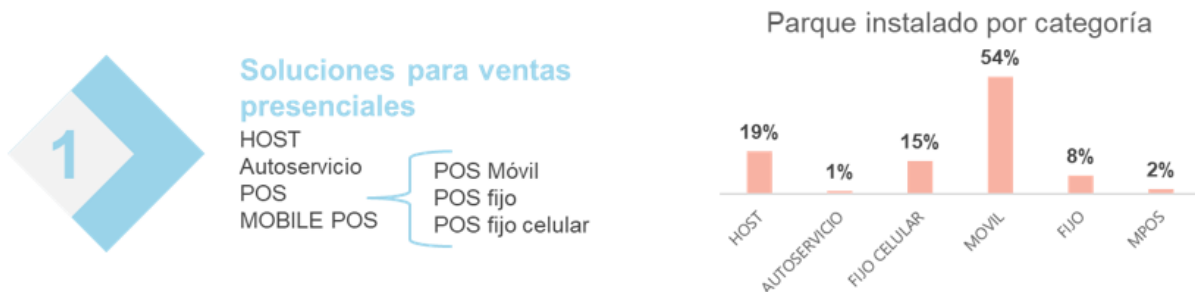 1
Soluciones para ventas
presenciales
HOST
Autoservicio
POS
MOBILE POS
POS Móvil
POS fijo
POS fijo celular
Parque instalado por categoría
19%
1%
15%
54%
8%
2%
HOST
AUTOSERVICIO
FIJO CELULAR
MOVIL
FIJO
MPOS